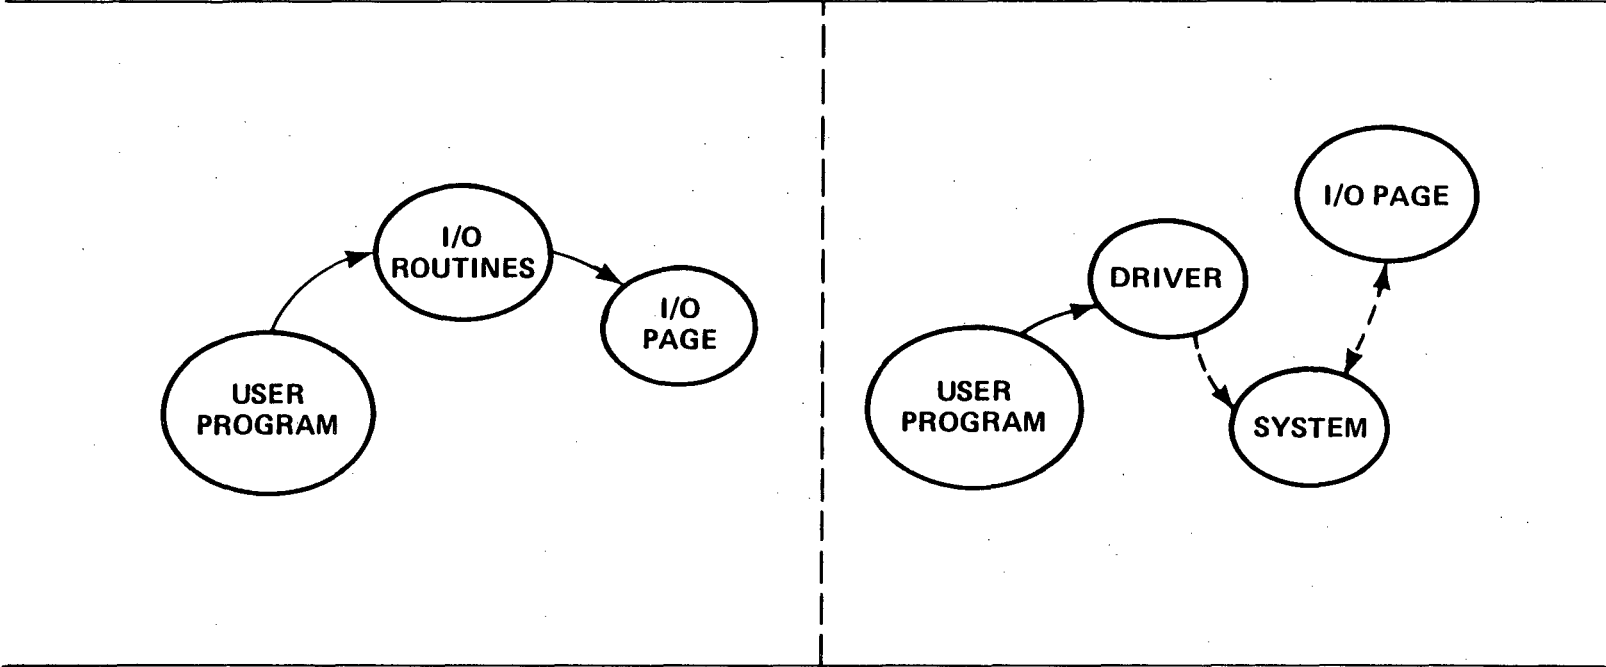 I/O
ROUTINES
I/O
PAGE
USER
PROGRAM
I/O PAGE
DRIVER
USER
PROGRAM
SYSTEM